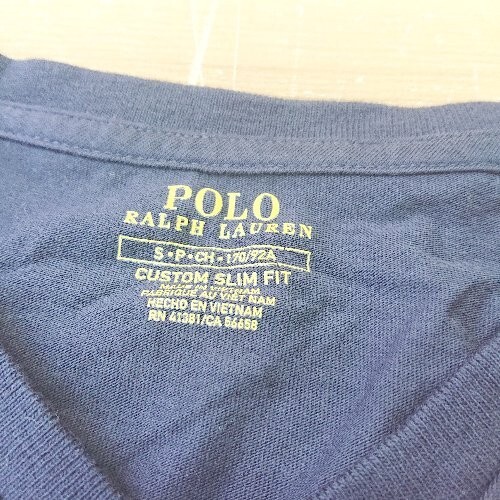 POLO
RALPH LAUREN
S•P•CH-170/92A
CUSTOM SLIM FIT
MADE IN VIETNAM
FABRIQUÉ AU VIET NAM
HECHO EN VIETNAM
RN 41381/CA 56658